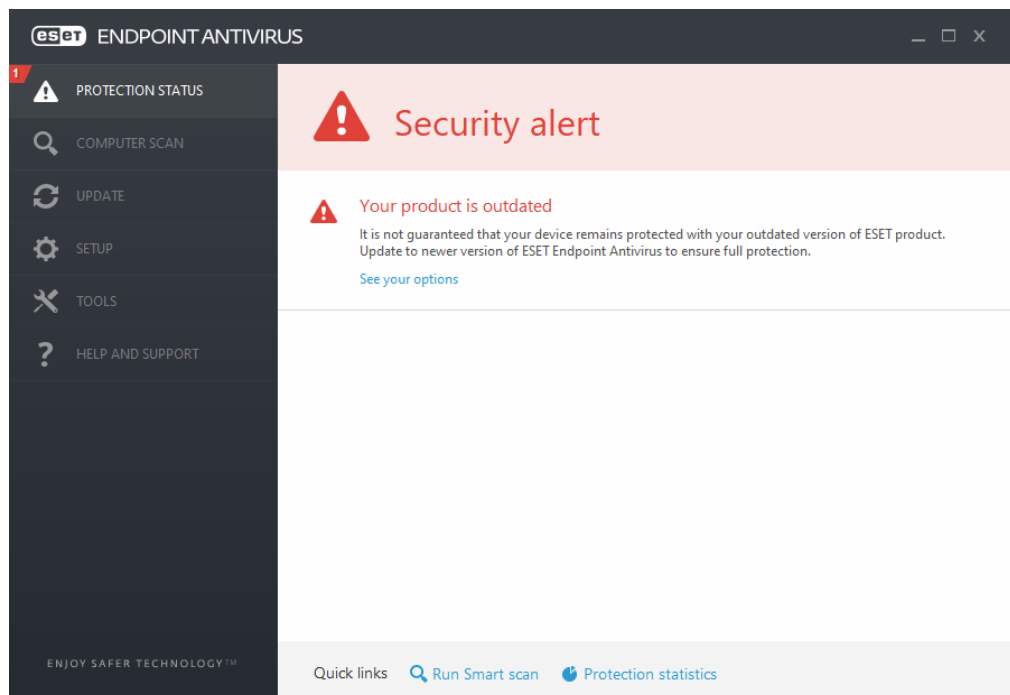 eset ENDPOINT ANTIVIRUS
1
PROTECTION STATUS
COMPUTER SCAN
UPDATE
SETUP
TOOLS
HELP AND SUPPORT
ENJOY SAFER TECHNOLOGY™
Security alert
Your product is outdated
It is not guaranteed that your device remains protected with your outdated version of ESET product.
Update to newer version of ESET Endpoint Antivirus to ensure full protection.
See your options
Quick links Run Smart scan Protection statistics